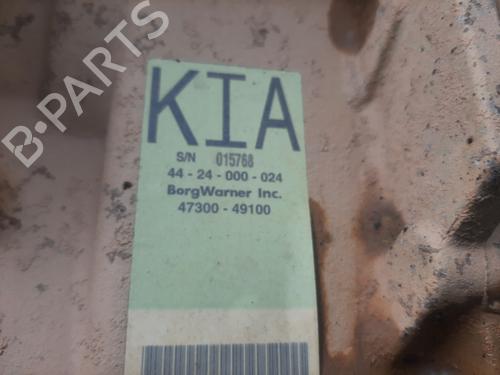 B-PARTS
KIA
S/N 015768
44 - 24 - 000 - 024
BorgWarner Inc.
47300 - 49100